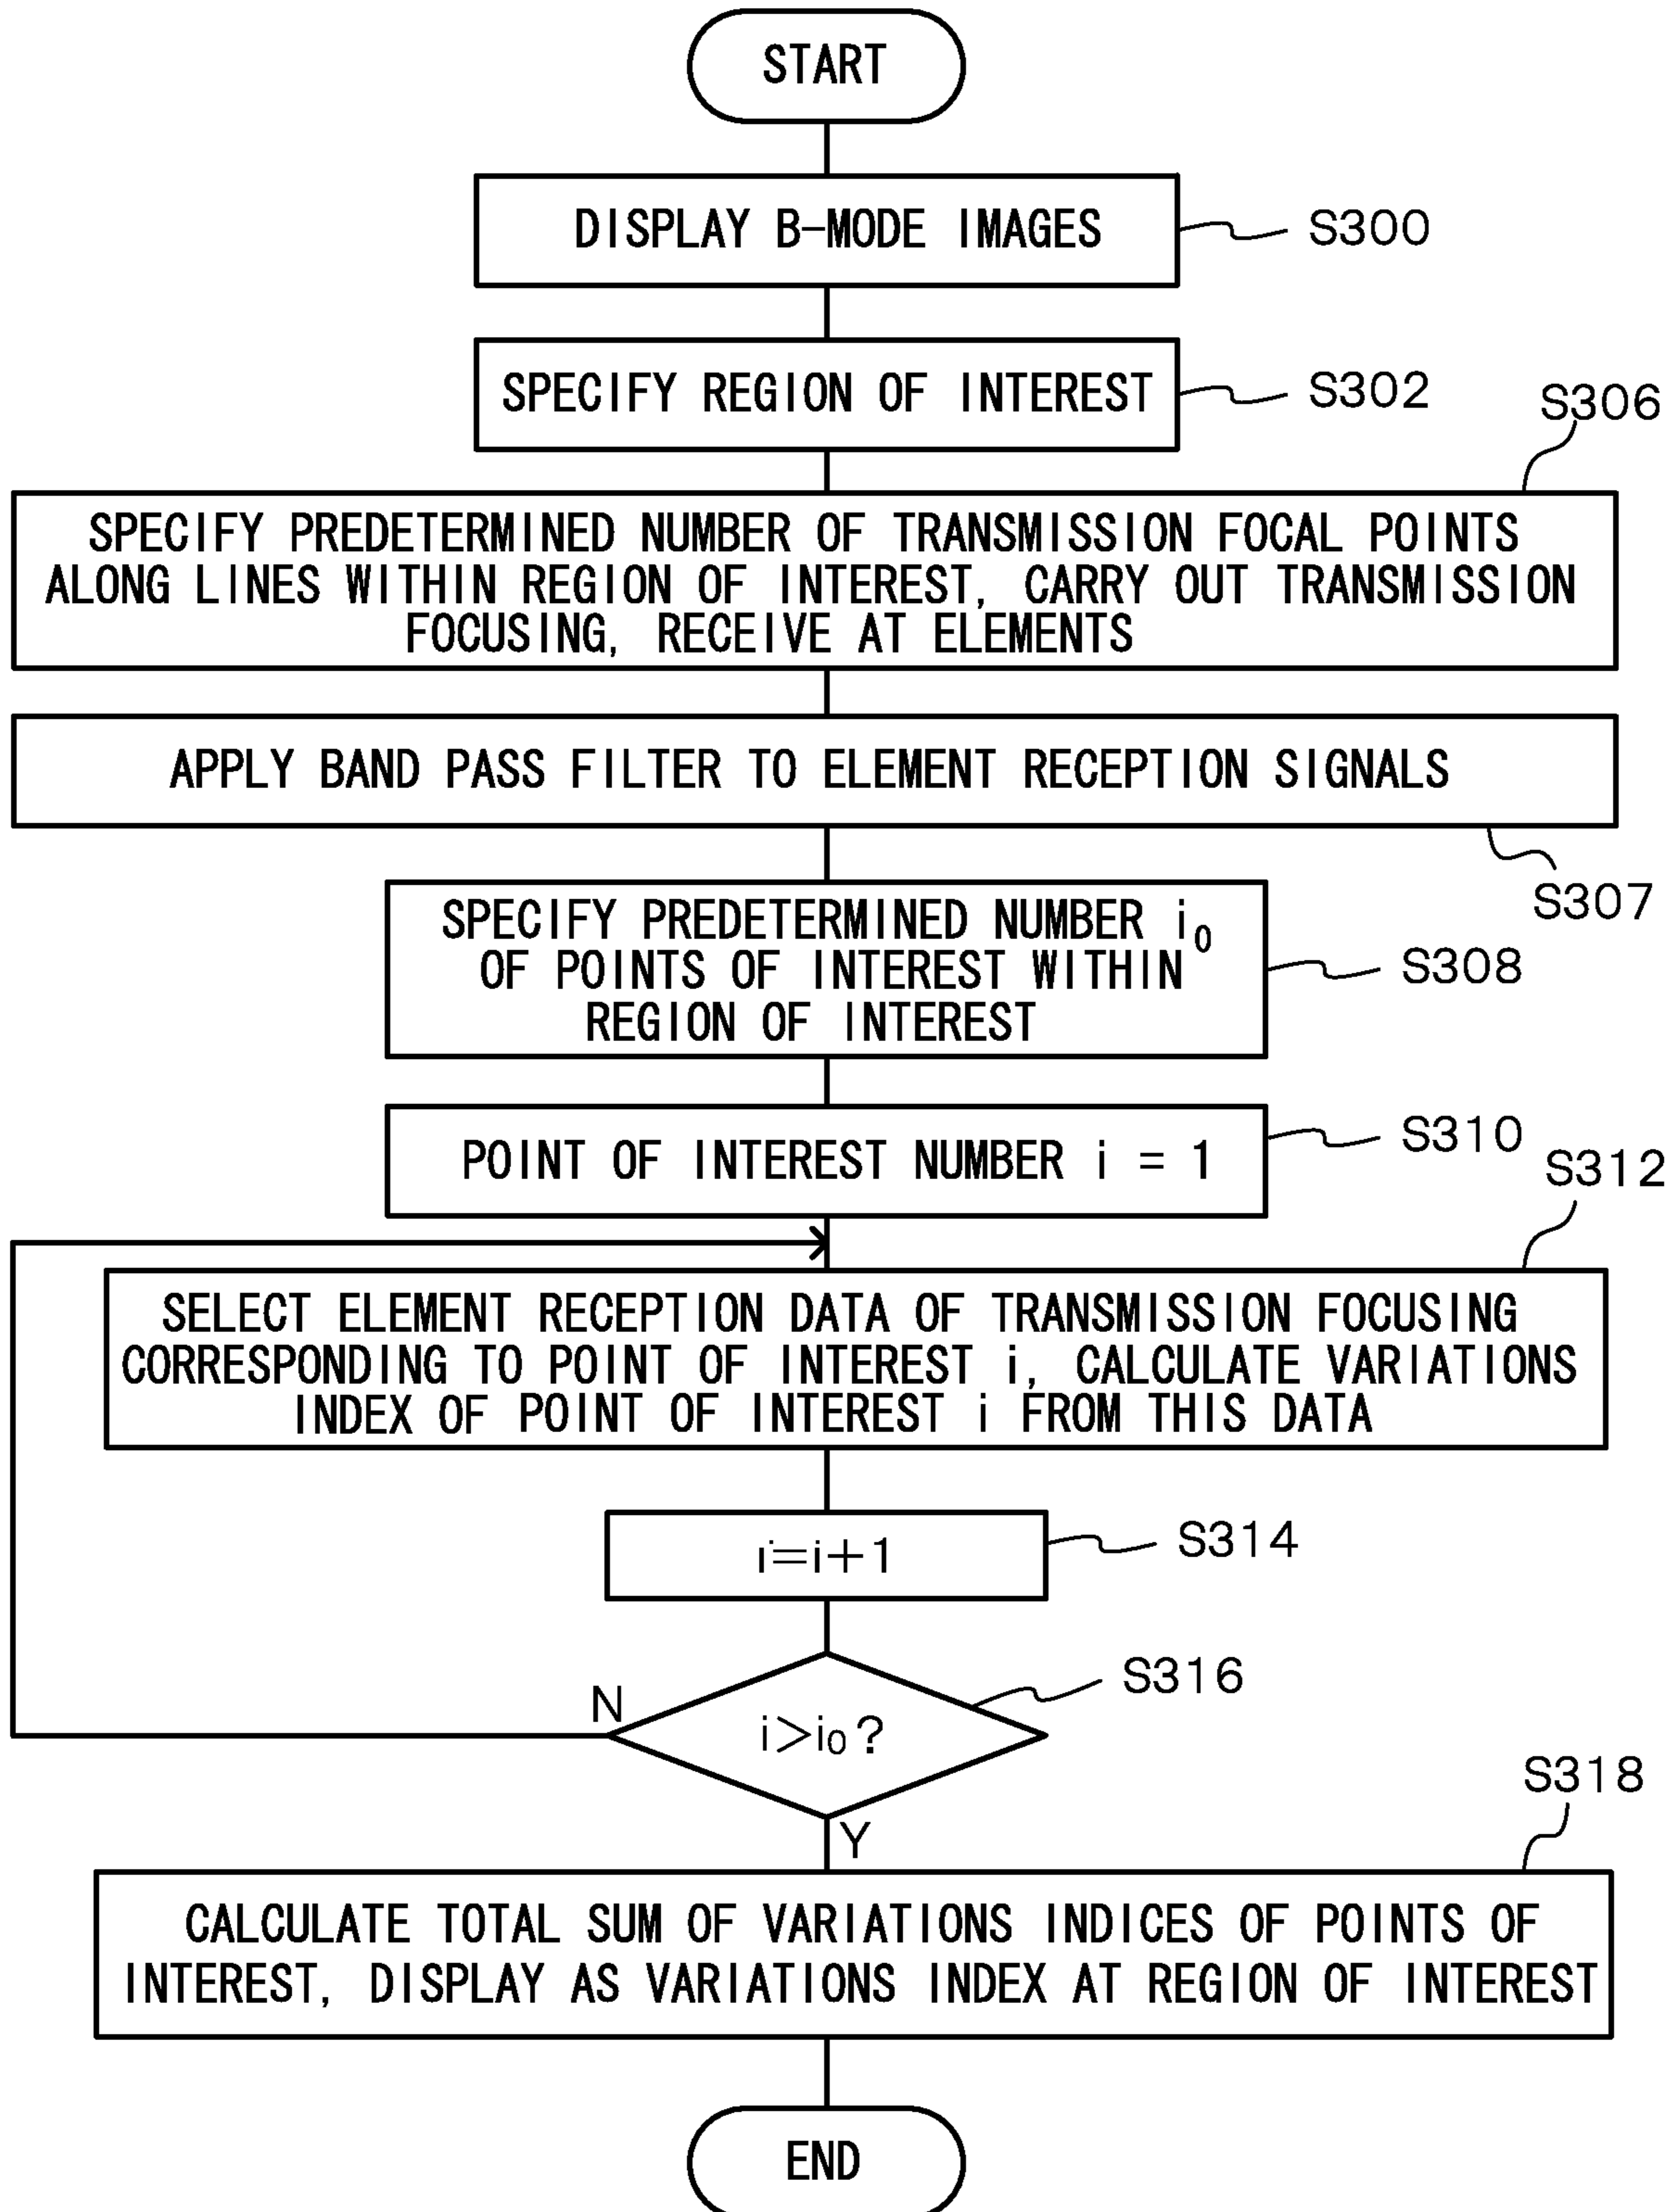 START
DISPLAY B-MODE IMAGES
S300
SPECIFY REGION OF INTEREST
S302
S306
SPECIFY PREDETERMINED NUMBER OF TRANSMISSION FOCAL POINTS
ALONG LINES WITHIN REGION OF INTEREST, CARRY OUT TRANSMISSION
FOCUSING, RECEIVE AT ELEMENTS
APPLY BAND PASS FILTER TO ELEMENT RECEPTION SIGNALS
S307
SPECIFY PREDETERMINED NUMBER i₀
OF POINTS OF INTEREST WITHIN
REGION OF INTEREST
S308
POINT OF INTEREST NUMBER i = 1
S310
S312
SELECT ELEMENT RECEPTION DATA OF TRANSMISSION FOCUSING
CORRESPONDING TO POINT OF INTEREST i, CALCULATE VARIATIONS
INDEX OF POINT OF INTEREST i FROM THIS DATA
i=i+1
S314
S316
N
i>i₀?
Y
S318
CALCULATE TOTAL SUM OF VARIATIONS INDICES OF POINTS OF
INTEREST, DISPLAY AS VARIATIONS INDEX AT REGION OF INTEREST
END